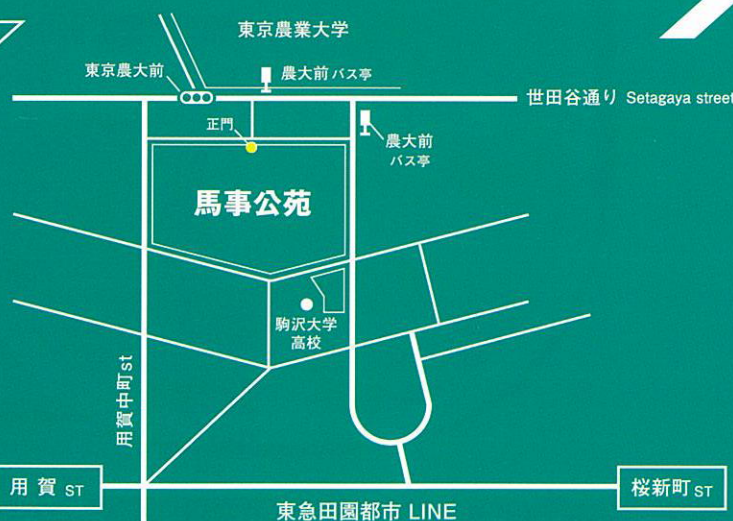 東京農業大学
東京農大前
農大前バス亭
世田谷通り Setagaya street
正門
農大前
バス亭
馬事公苑
駒沢大学
高校
用賀中町st
用賀 ST
桜新町 ST
東急田園都市 LINE